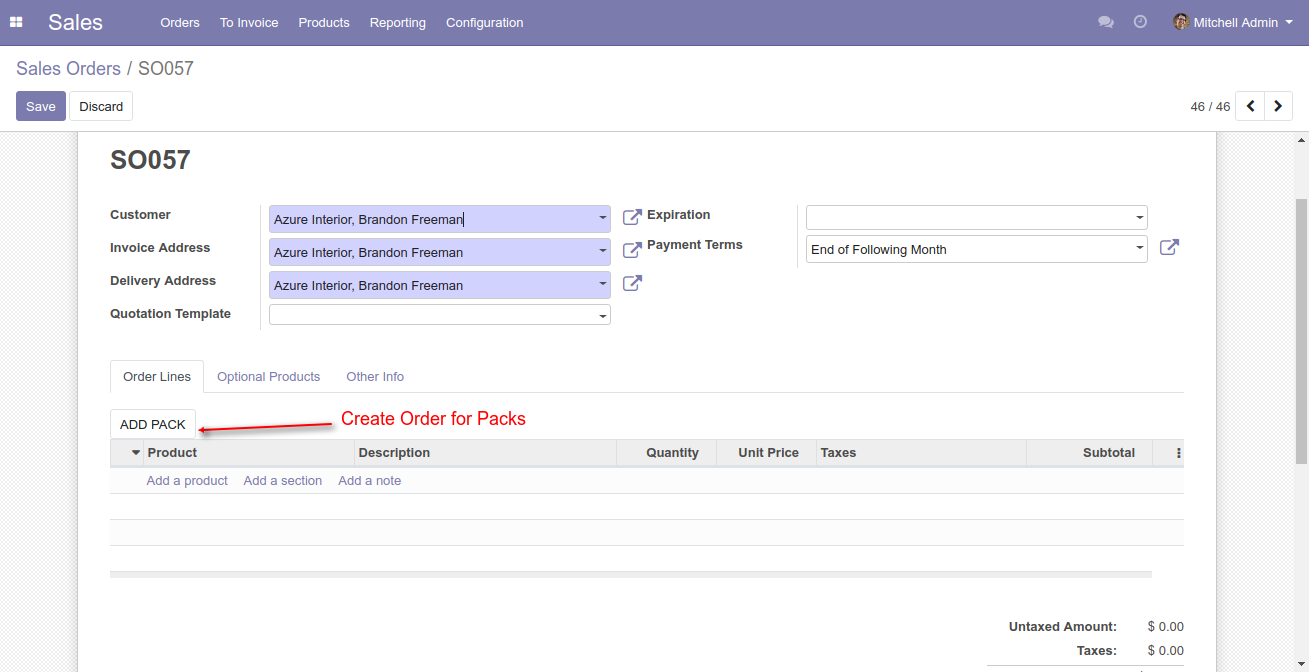 Sales Orders To Invoice Products Reporting Configuration Mitchell Admin
Sales Orders / SO057
Save Discard 46 / 46
SO057
Customer Azure Interior, Brandon Freeman Expiration
Invoice Address Azure Interior, Brandon Freeman Payment Terms End of Following Month
Delivery Address Azure Interior, Brandon Freeman
Quotation Template
Order Lines Optional Products Other Info
ADD PACK Create Order for Packs
Product Description Quantity Unit Price Taxes Subtotal
Add a product Add a section Add a note
Untaxed Amount: $ 0.00
Taxes: $ 0.00